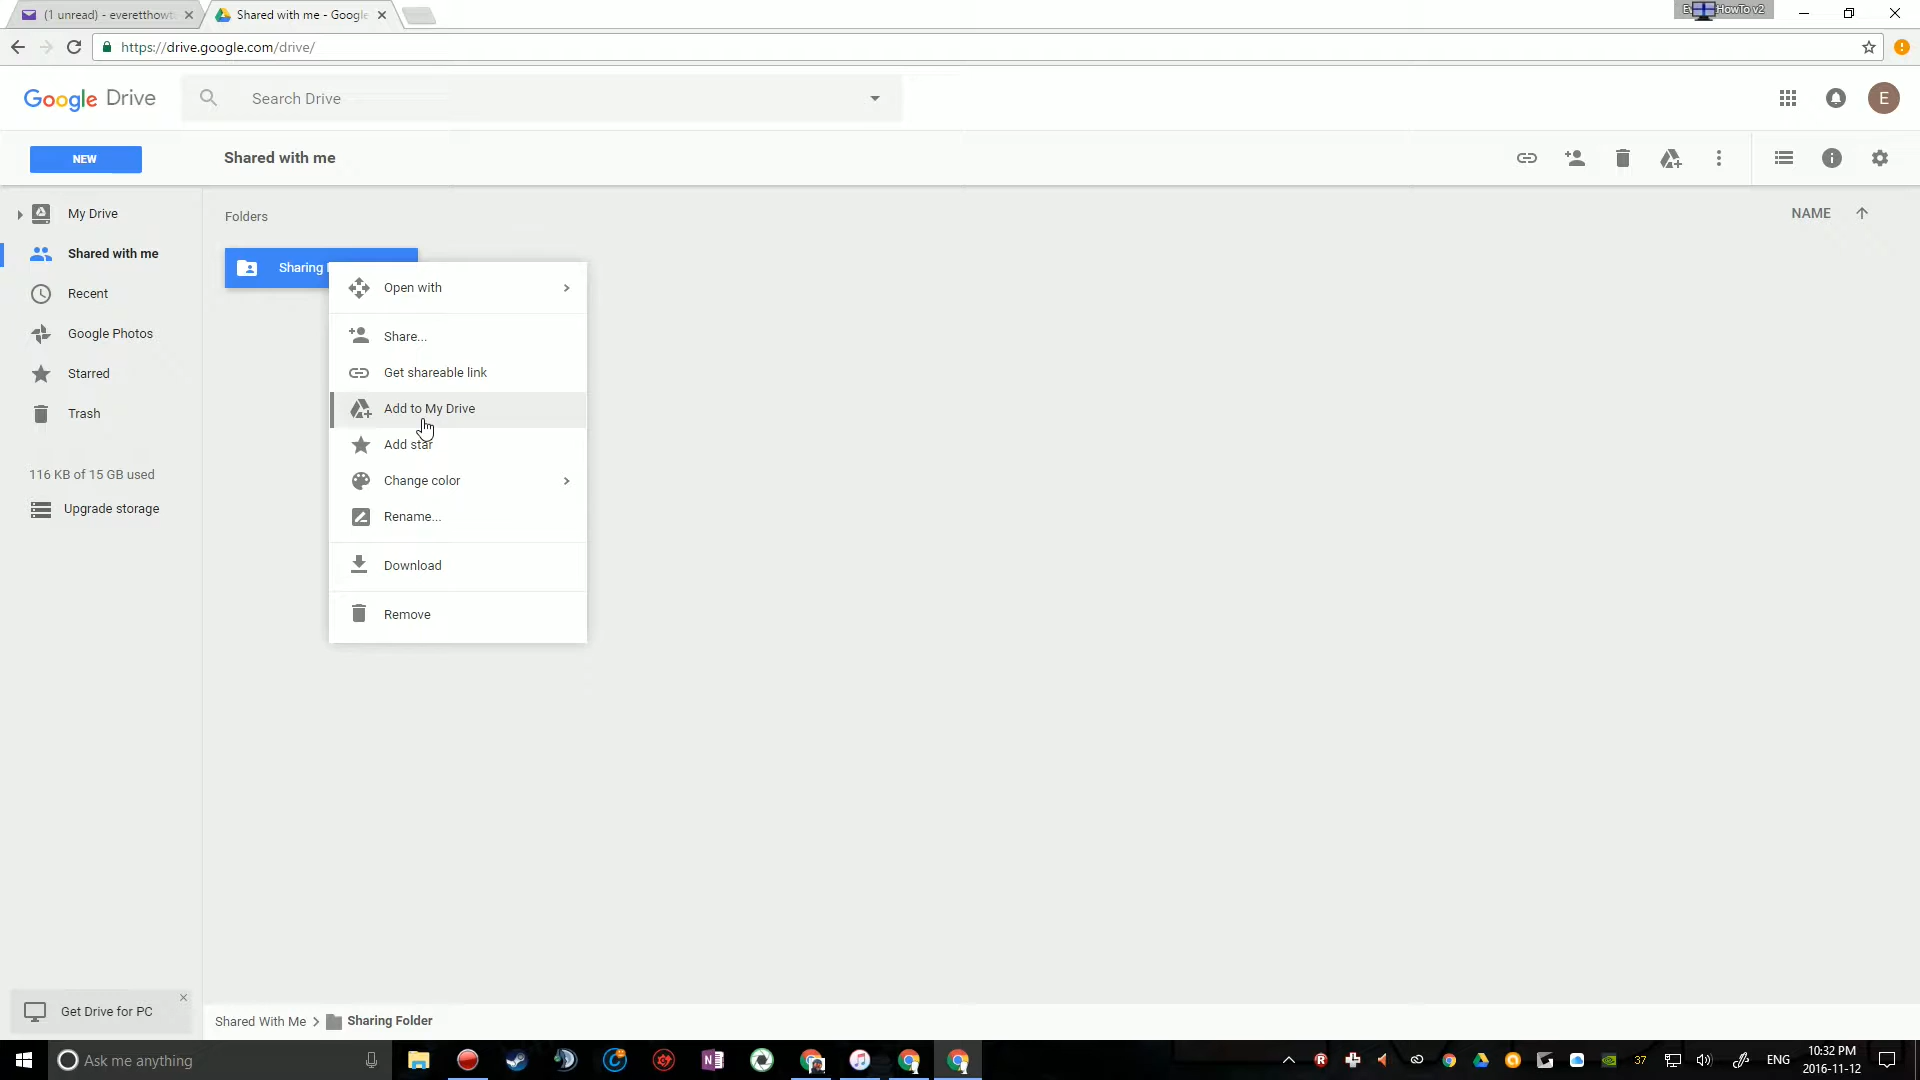 (1 unread) - everetthowt
Shared with me - Google
HowTo v2
https://drive.google.com/drive/
Google Drive
Search Drive
E
NEW
Shared with me
My Drive
Shared with me
Recent
Google Photos
Starred
Trash
116 KB of 15 GB used
Upgrade storage
Folders
NAME
Sharing
Open with
Share...
Get shareable link
Add to My Drive
Add star
Change color
Rename...
Download
Remove
Get Drive for PC
Shared With Me > Sharing Folder
Ask me anything
37
ENG
10:32 PM
2016-11-12